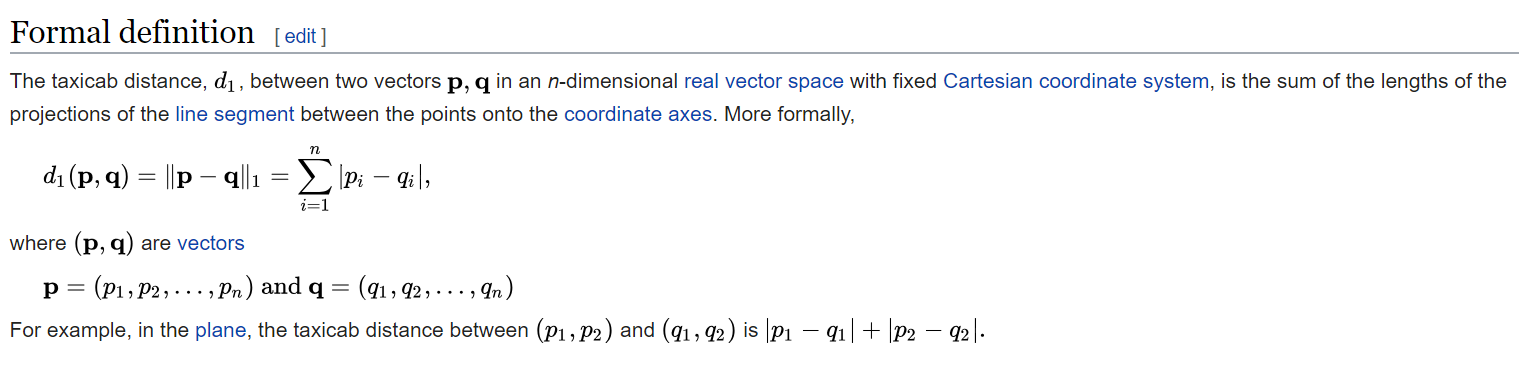 Formal definition [ edit ]
The taxicab distance, d₁, between two vectors p, q in an n-dimensional real vector space with fixed Cartesian coordinate system, is the sum of the lengths of the
projections of the line segment between the points onto the coordinate axes. More formally,
d₁(p, q) = ‖p − q‖₁ = ∑ⁿᵢ₌₁ |pᵢ − qᵢ|,
where (p, q) are vectors
p = (p₁, p₂, . . . , pₙ) and q = (q₁, q₂, . . . , qₙ)
For example, in the plane, the taxicab distance between (p₁, p₂) and (q₁, q₂) is |p₁ − q₁| + |p₂ − q₂|.